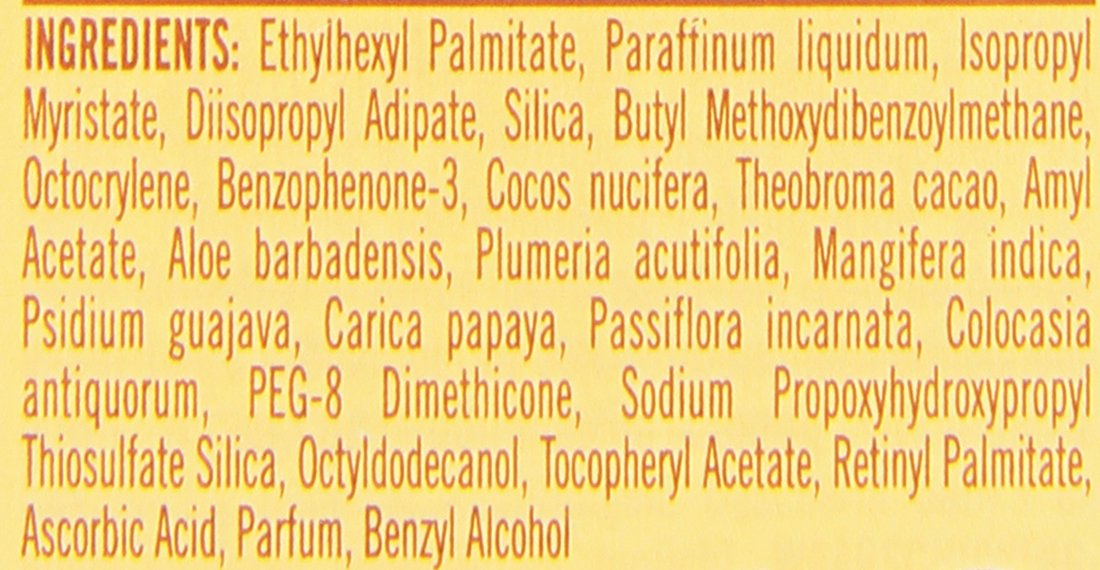 INGREDIENTS: Ethylhexyl Palmitate, Paraffinum liquidum, Isopropyl
Myristate, Diisopropyl Adipate, Silica, Butyl Methoxydibenzoylmethane,
Octocrylene, Benzophenone-3, Cocos nucifera, Theobroma cacao, Amyl
Acetate, Aloe barbadensis, Plumeria acutifolia, Mangifera indica,
Psidium guajava, Carica papaya, Passiflora incarnata, Colocasia
antiquorum, PEG-8 Dimethicone, Sodium Propoxyhydroxypropyl
Thiosulfate Silica, Octyldodecanol, Tocopheryl Acetate, Retinyl Palmitate,
Ascorbic Acid, Parfum, Benzyl Alcohol